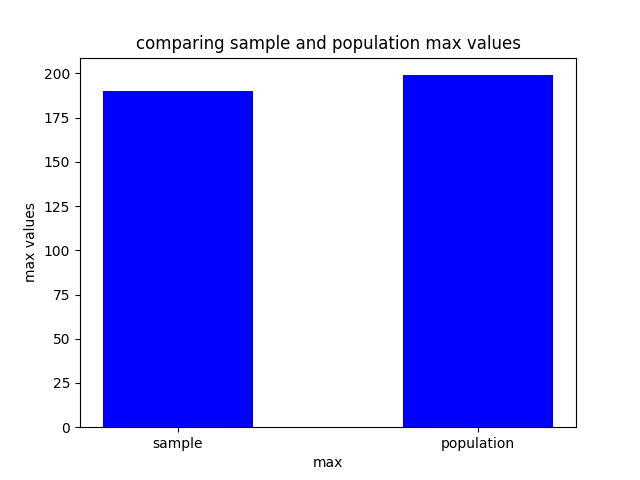 comparing sample and population max values
max values
200
175
150
125
100
75
50
25
0
sample population
max